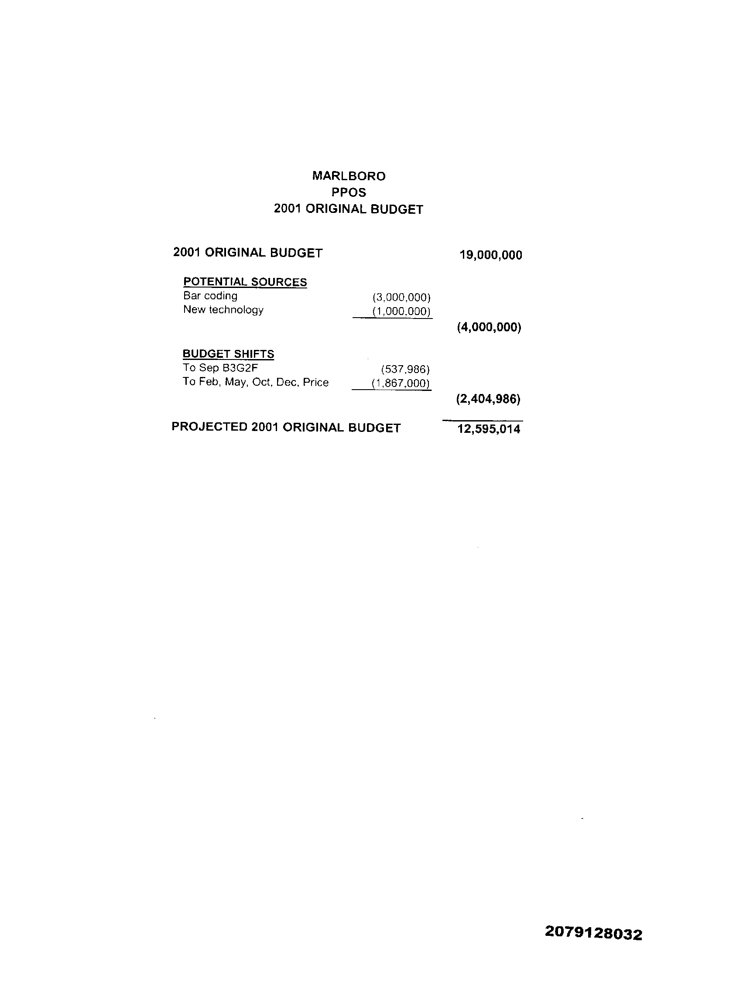 MARLBORO
PPOS
2001 ORIGINAL BUDGET
2001 ORIGINAL BUDGET 19,000,000
POTENTIAL SOURCES
Bar coding (3,000,000)
New technology (1,000,000)
(4,000,000)
BUDGET SHIFTS
To Sep B3G2F (537,986)
To Feb, May, Oct, Dec, Price (1,867,000)
(2,404,986)
PROJECTED 2001 ORIGINAL BUDGET 12,595,014
2079128032